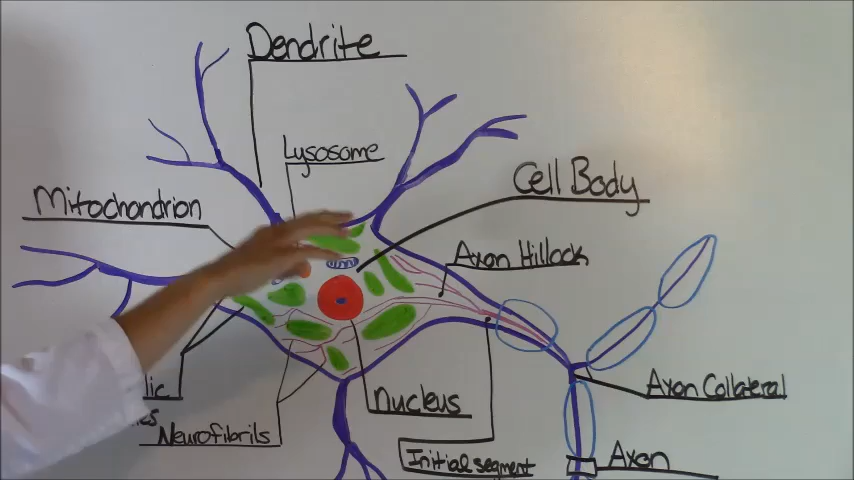 Dendrite
Lysosome
Cell Body
Mitochondrion
Axon Hillock
Axon Collateral
lic
Nucleus
Neurofibrils
Initial segment
Axon